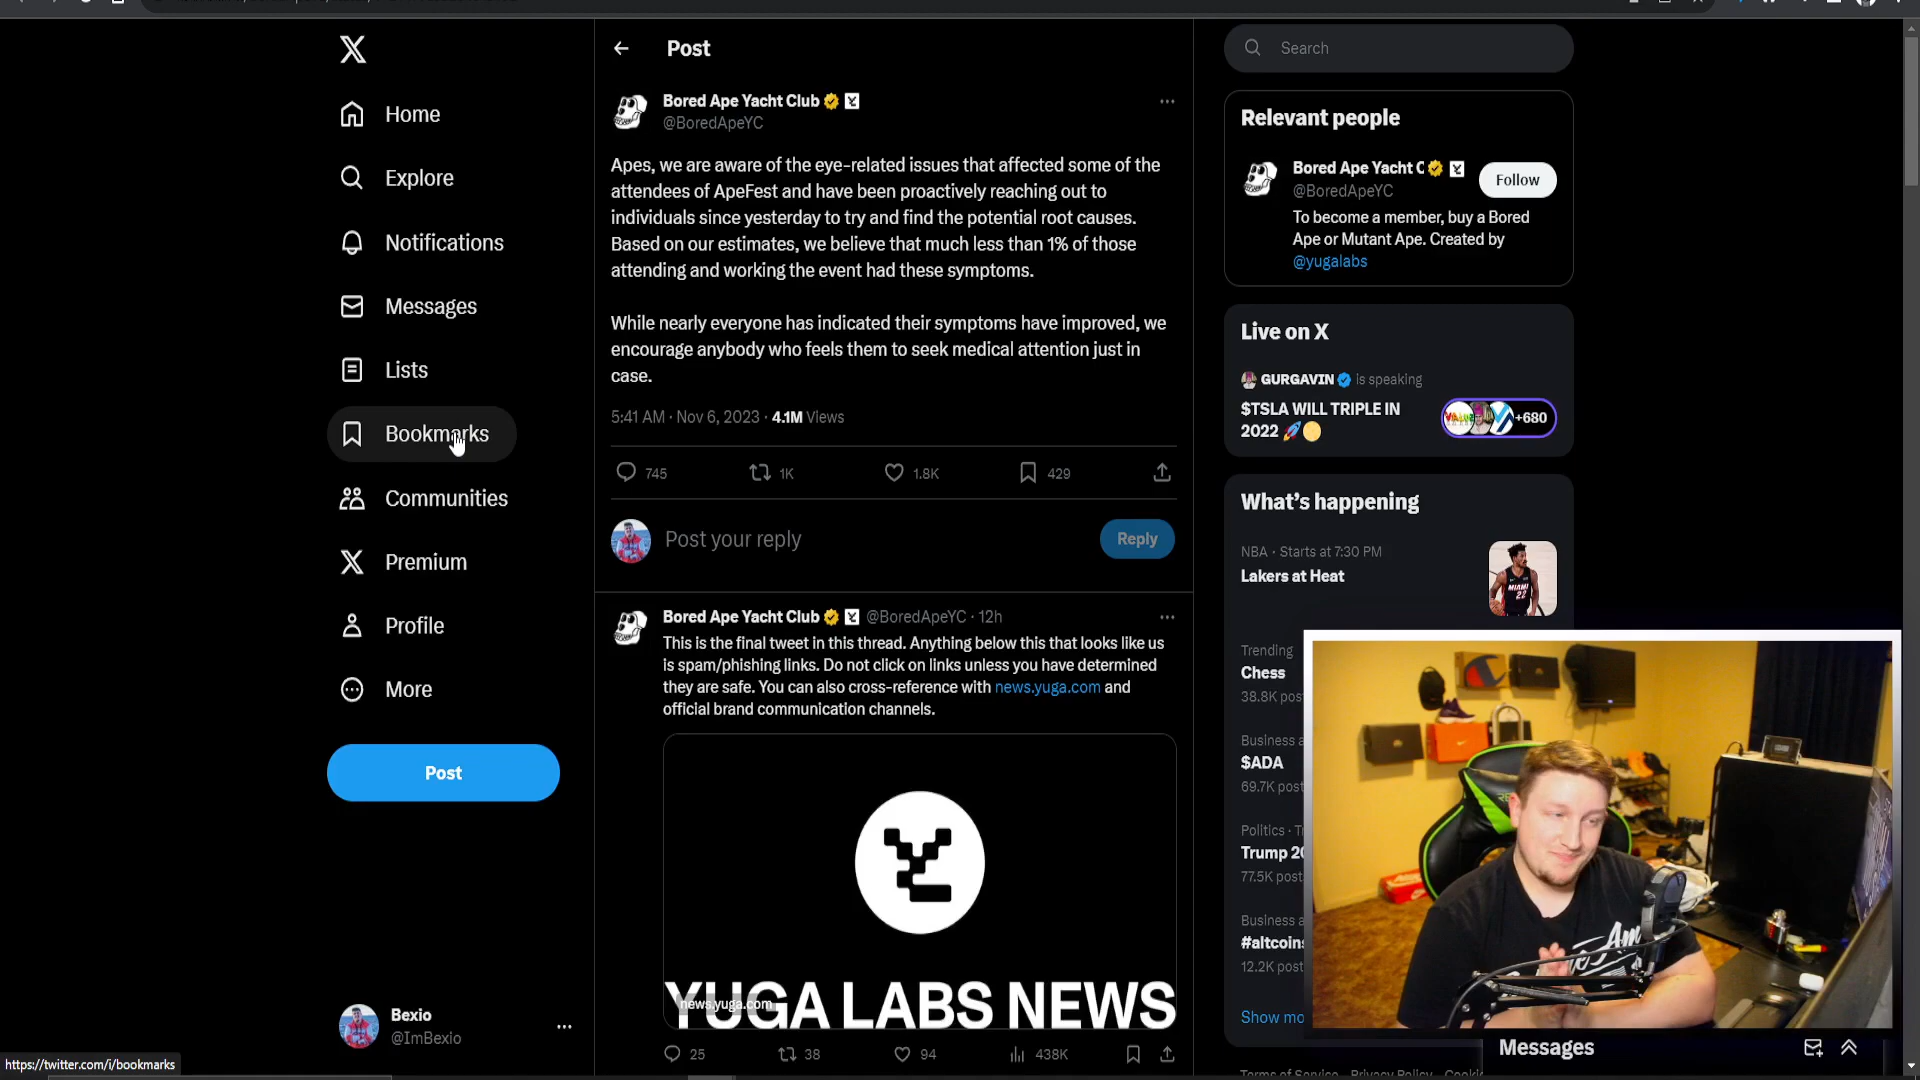 Post
Search
Home
Explore
Notifications
Messages
Lists
Bookmarks
Communities
Premium
Profile
More
Post
Bexio
@ImBexio
https://twitter.com/i/bookmarks
Bored Ape Yacht Club
@BoredApeYC
Apes, we are aware of the eye-related issues that affected some of the
attendees of ApeFest and have been proactively reaching out to
individuals since yesterday to try and find the potential root causes.
Based on our estimates, we believe that much less than 1% of those
attending and working the event had these symptoms.
While nearly everyone has indicated their symptoms have improved, we
encourage anybody who feels them to seek medical attention just in
case.
5:41 AM · Nov 6, 2023 · 4.1M Views
745 1K 1.8K 429
Post your reply
Reply
Bored Ape Yacht Club @BoredApeYC · 12h
This is the final tweet in this thread. Anything below this that looks like us
is spam/phishing links. Do not click on links unless you have determined
they are safe. You can also cross-reference with news.yuga.com and
official brand communication channels.
YUGA LABS NEWS
news.yuga.com
25 38 94 438K
Relevant people
Bored Ape Yacht C
@BoredApeYC
Follow
To become a member, buy a Bored
Ape or Mutant Ape. Created by
@yugalabs
Live on X
GURGAVIN is speaking
$TSLA WILL TRIPLE IN
2022
+680
What's happening
NBA · Starts at 7:30 PM
Lakers at Heat
MIAMI
22
Trending
Chess
38.8K pos
Business
$ADA
69.7K post
Politics
Trump
77.5K post
Business
#altcoins
12.2K post
Show
Messages
Terms of Service Privacy Policy